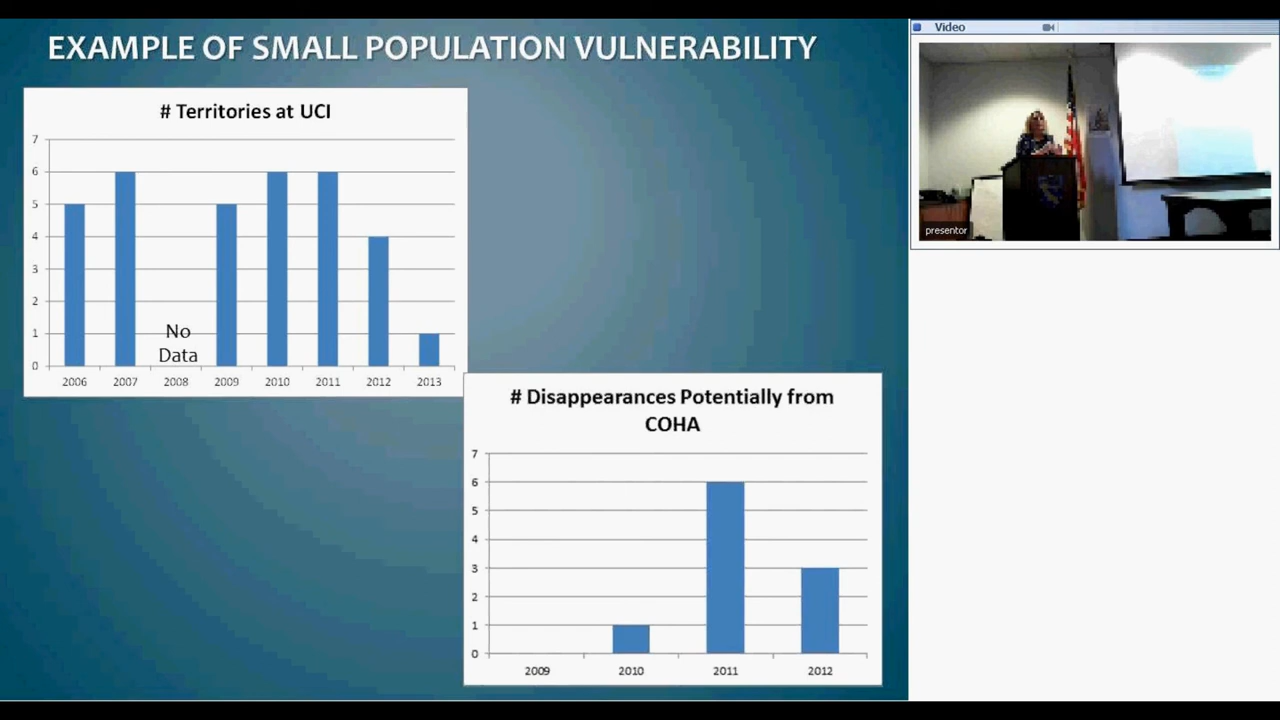 EXAMPLE OF SMALL POPULATION VULNERABILITY
# Territories at UCI
7
6
5
4
3
2
1
0
No
Data
2006 2007 2008 2009 2010 2011 2012 2013
# Disappearances Potentially from
COHA
7
6
5
4
3
2
1
0
2009 2010 2011 2012
Video
presentor